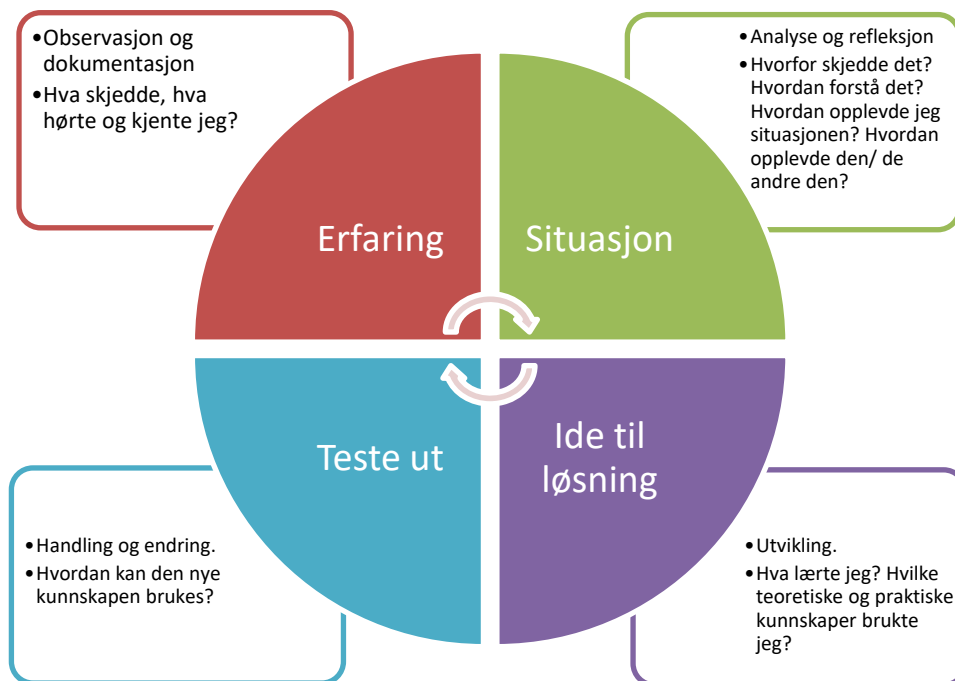 •Observasjon og
dokumentasjon
•Hva skjedde, hva
hørte og kjente jeg?
•Analyse og refleksjon
•Hvorfor skjedde det?
Hvordan forstå det?
Hvordan opplevde jeg
situasjonen? Hvordan
opplevde den/ de
andre den?
Erfaring
Situasjon
Teste ut
Ide til
løsning
•Handling og endring.
•Hvordan kan den nye
kunnskapen brukes?
•Utvikling.
•Hva lærte jeg? Hvilke
teoretiske og praktiske
kunnskaper brukte
jeg?